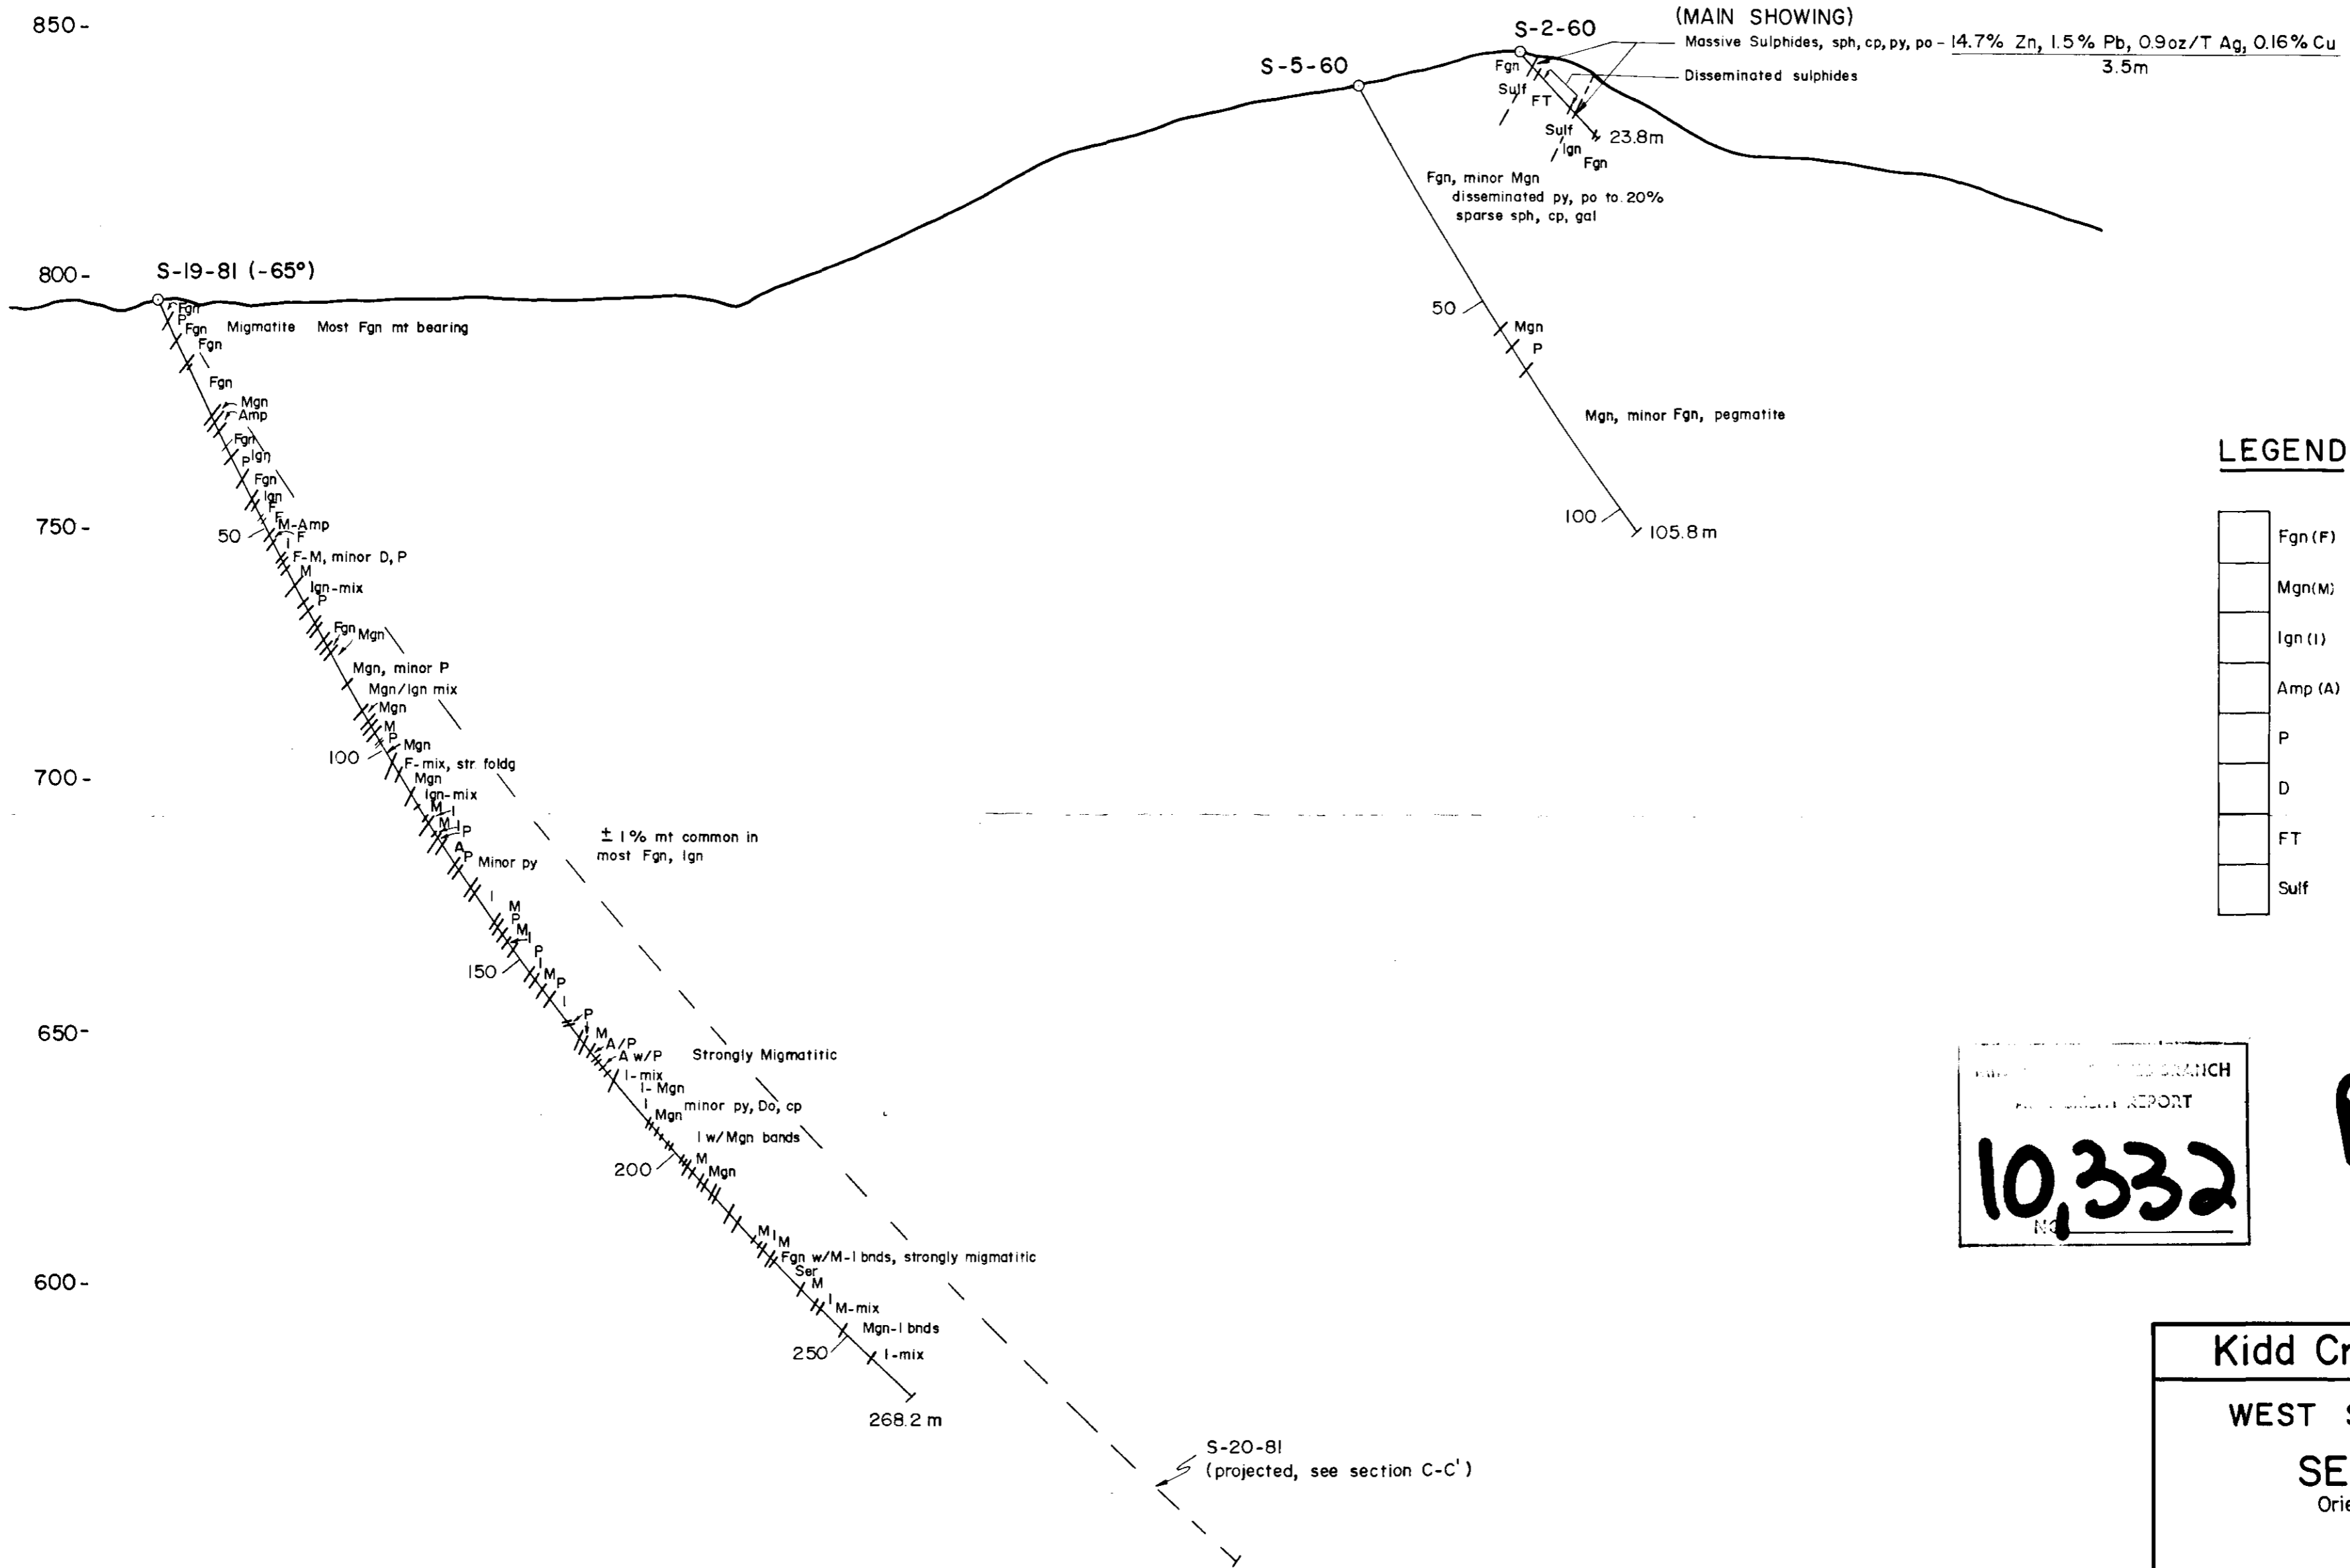 850-
S-2-60
(MAIN SHOWING)
Massive Sulphides, sph, cp, py, po - 14.7% Zn, 1.5% Pb, 0.9oz/T Ag, 0.16% Cu
3.5m
Disseminated sulphides
S-5-60
Fgn
Sulf
FT
Sulf
Ign
Fgn
23.8m
Fgn, minor Mgn
disseminated py, po to 20%
sparse sph, cp, gal
50
Mgn
P
Mgn, minor Fgn, pegmatite
100
105.8m
800-
S-19-81 (-65°)
Fgn
P
Fgn
Migmatite Most Fgn mt bearing
Fgn
Fgn
Mgn
Amp
Fgn
Ign
P
Fgn
Ign
F
F
M-Amp
750-
50
F
I
F-M, minor D, P
M
Ign-mix
P
Fgn
Mgn
Mgn, minor P
Mgn/Ign mix
Mgn
M
P
Mgn
100
F-mix, str foldg
700-
Mgn
Ign-mix
M
I
M
I
P
A
P
Minor py
± 1% mt common in
most Fgn, Ign
I
M
P
M
I
P
I
150
M
P
I
P
I
650-
M
A/P
A w/P
Strongly Migmatitic
I-mix
I-Mgn
I
Mgn
minor py, Do, cp
I w/Mgn bands
200
M
Mgn
M
I
M
Fgn w/M-I bnds, strongly migmatitic
600-
Ser
M
I
M-mix
Mgn-I bnds
250
I-mix
268.2 m
S-20-81
(projected, see section C-C')
LEGEND
Fgn (F)
Mgn(M)
Ign (I)
Amp (A)
P
D
FT
Sulf
BRANCH
REPORT
10,332
NO
Kidd Cr
WEST S
SE
Orie